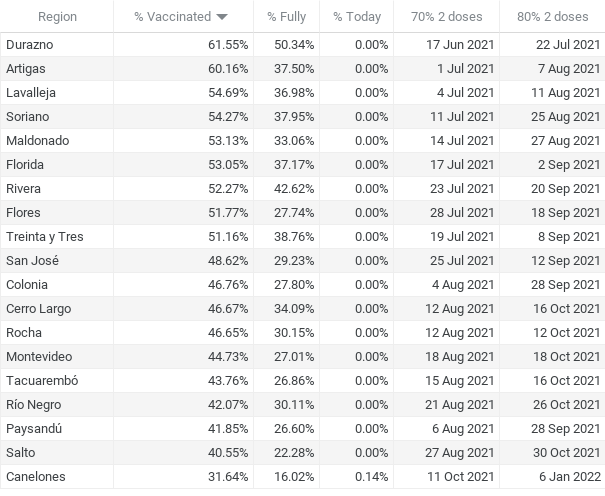 Region % Vaccinated % Fully % Today 70% 2 doses 80% 2 doses
Durazno 61.55% 50.34% 0.00% 17 Jun 2021 22 Jul 2021
Artigas 60.16% 37.50% 0.00% 1 Jul 2021 7 Aug 2021
Lavalleja 54.69% 36.98% 0.00% 4 Jul 2021 11 Aug 2021
Soriano 54.27% 37.95% 0.00% 11 Jul 2021 25 Aug 2021
Maldonado 53.13% 33.06% 0.00% 14 Jul 2021 27 Aug 2021
Florida 53.05% 37.17% 0.00% 17 Jul 2021 2 Sep 2021
Rivera 52.27% 42.62% 0.00% 23 Jul 2021 20 Sep 2021
Flores 51.77% 27.74% 0.00% 28 Jul 2021 18 Sep 2021
Treinta y Tres 51.16% 38.76% 0.00% 19 Jul 2021 8 Sep 2021
San José 48.62% 29.23% 0.00% 25 Jul 2021 12 Sep 2021
Colonia 46.76% 27.80% 0.00% 4 Aug 2021 28 Sep 2021
Cerro Largo 46.67% 34.09% 0.00% 12 Aug 2021 16 Oct 2021
Rocha 46.65% 30.15% 0.00% 12 Aug 2021 12 Oct 2021
Montevideo 44.73% 27.01% 0.00% 18 Aug 2021 18 Oct 2021
Tacuarembó 43.76% 26.86% 0.00% 15 Aug 2021 16 Oct 2021
Río Negro 42.07% 30.11% 0.00% 21 Aug 2021 26 Oct 2021
Paysandú 41.85% 26.60% 0.00% 6 Aug 2021 28 Sep 2021
Salto 40.55% 22.28% 0.00% 27 Aug 2021 30 Oct 2021
Canelones 31.64% 16.02% 0.14% 11 Oct 2021 6 Jan 2022